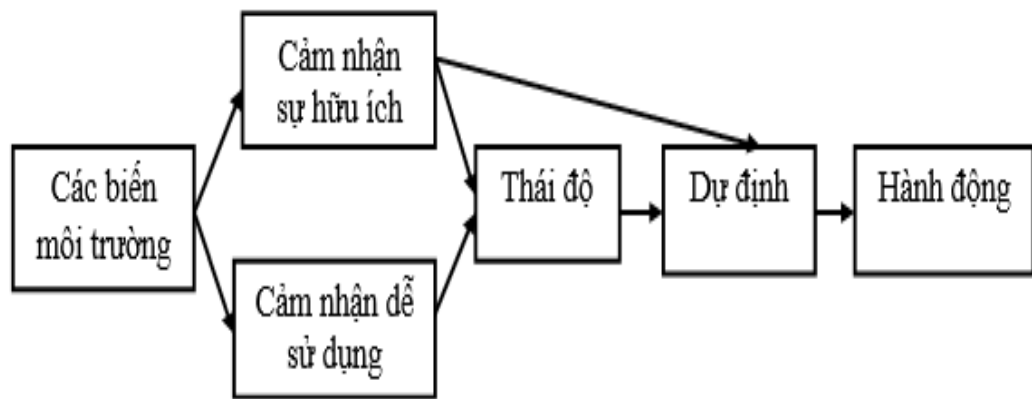 Cảm nhận
sự hữu ích
Các biến
môi trường
Thái độ
Dự định
Hành động
Cảm nhận dễ
sử dụng